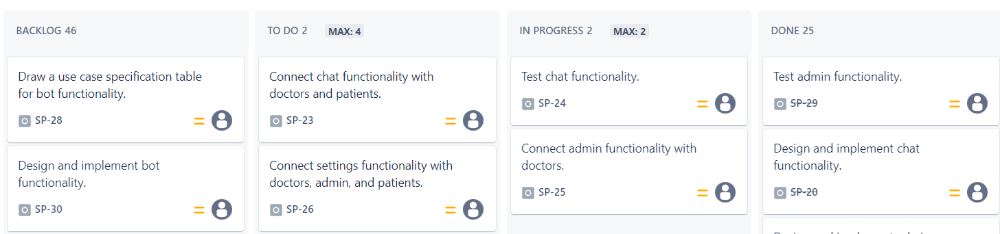 BACKLOG 46
Draw a use case specification table
for bot functionality.
SP-28
Design and implement bot
functionality.
SP-30
TO DO 2 MAX: 4
Connect chat functionality with
doctors and patients.
SP-23
Connect settings functionality with
doctors, admin, and patients.
SP-26
IN PROGRESS 2 MAX: 2
Test chat functionality.
SP-24
Connect admin functionality with
doctors.
SP-25
DONE 25
Test admin functionality.
SP-29
Design and implement chat
functionality.
SP-20